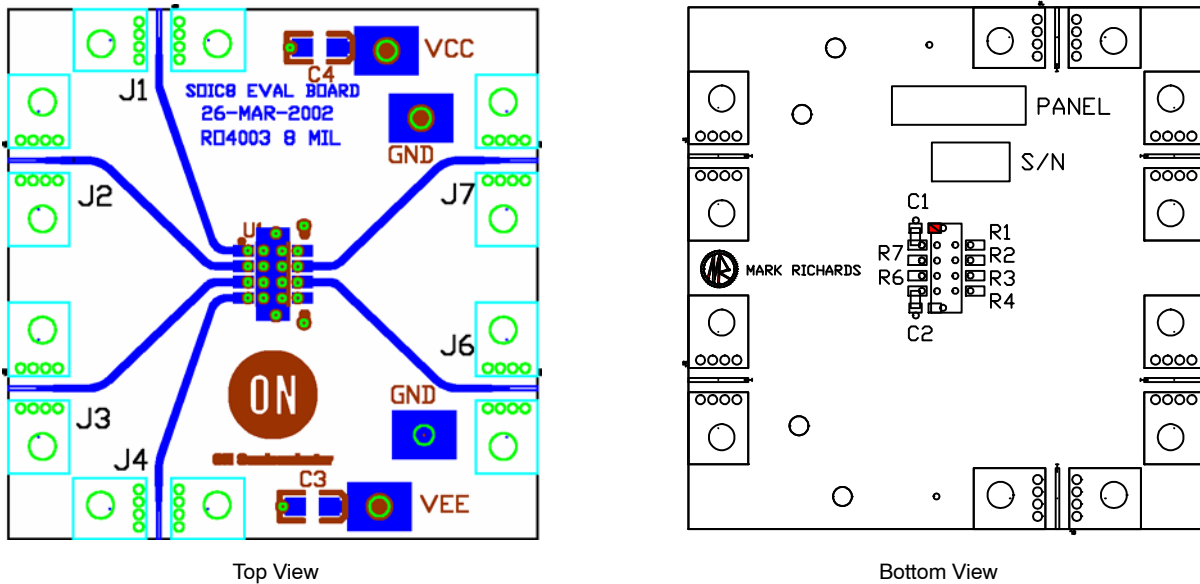 VCC
C4
J1
SOIC8 EVAL BOARD
26-MAR-2002
RO4003 8 MIL
GND
J2
J7
U1
J6
GND
J3
ON
J4
C3
VEE
Top View
PANEL
S/N
C1
R1
R7
R2
MARK RICHARDS
R6
R3
R4
C2
Bottom View